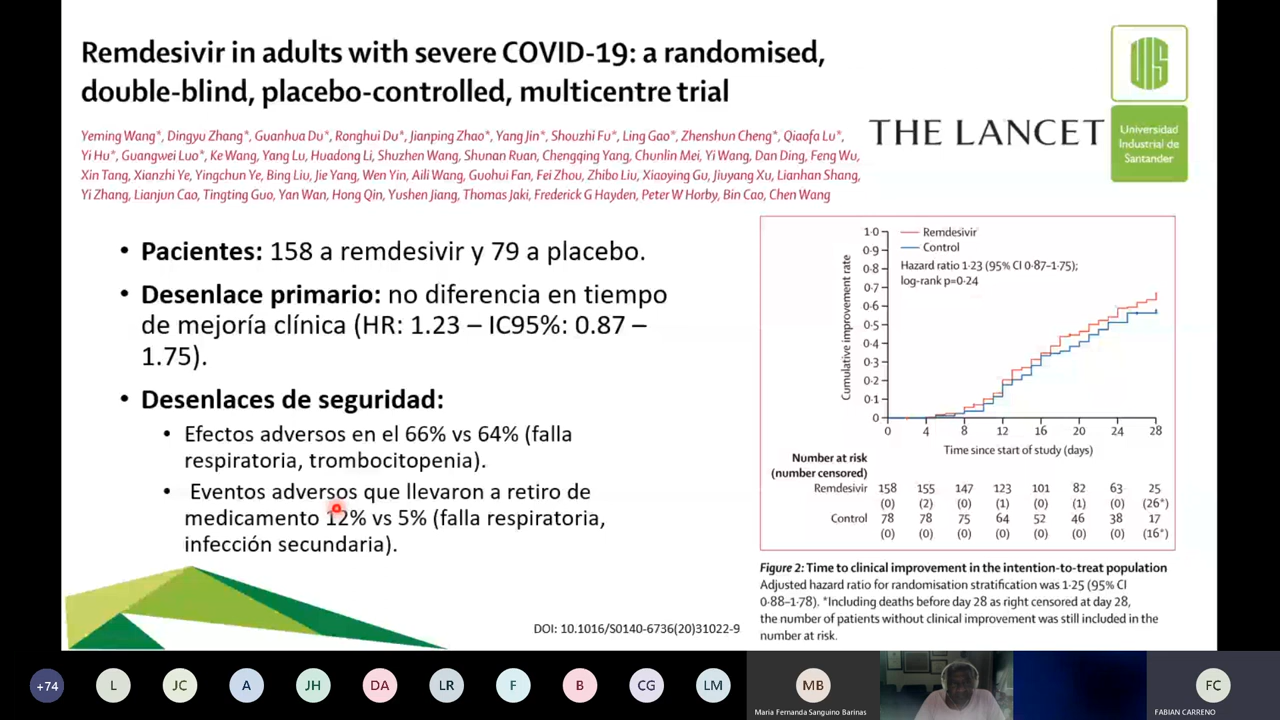 Remdesivir in adults with severe COVID-19: a randomised,
double-blind, placebo-controlled, multicentre trial
Yeming Wang*, Dingyu Zhang*, Guanhua Du*, Ronghui Du*, Jianping Zhao*, Yang Jin*, Shouzhi Fu*, Ling Gao*, Zhenshun Cheng*, Qiaofa Lu*,
Yi Hu*, Guangwei Luo*, Ke Wang, Yang Lu, Huadong Li, Shuzhen Wang, Shunan Ruan, Chengqing Yang, Chunlin Mei, Yi Wang, Dan Ding, Feng Wu,
Xin Tang, Xianzhi Ye, Yingchun Ye, Bing Liu, Jie Yang, Wen Yin, Aili Wang, Guohui Fan, Fei Zhou, Zhibo Liu, Xiaoying Gu, Jiuyang Xu, Lianhan Shang,
Yi Zhang, Lianjun Cao, Tingting Guo, Yan Wan, Hong Qin, Yushen Jiang, Thomas Jaki, Frederick G Hayden, Peter W Horby, Bin Cao, Chen Wang
THE LANCET
UIS
Universidad
Industrial de
Santander
• Pacientes: 158 a remdesivir y 79 a placebo.
• Desenlace primario: no diferencia en tiempo
de mejoría clínica (HR: 1.23 – IC95%: 0.87 –
1.75).
• Desenlaces de seguridad:
• Efectos adversos en el 66% vs 64% (falla
respiratoria, trombocitopenia).
• Eventos adversos que llevaron a retiro de
medicamento 12% vs 5% (falla respiratoria,
infección secundaria).
DOI: 10.1016/S0140-6736(20)31022-9
Remdesivir
Control
Hazard ratio 1·23 (95% CI 0·87–1·75);
log-rank p=0·24
Cumulative improvement rate
1·0
0·9
0·8
0·7
0·6
0·5
0·4
0·3
0·2
0·1
0
0 4 8 12 16 20 24 28
Time since start of study (days)
Number at risk
(number censored)
Remdesivir 158 155 147 123 101 82 63 25
(0) (2) (0) (1) (0) (1) (0) (26*)
Control 78 78 75 64 52 46 38 17
(0) (0) (0) (0) (0) (0) (0) (16*)
Figure 2: Time to clinical improvement in the intention-to-treat population
Adjusted hazard ratio for randomisation stratification was 1·25 (95% CI
0·88–1·78). *Including deaths before day 28 as right censored at day 28,
the number of patients without clinical improvement was still included in the
number at risk.
+74 L JC A JH DA LR F B CG LM MB FC
Maria Fernanda Sanguino Barinas
FABIAN CARRENO